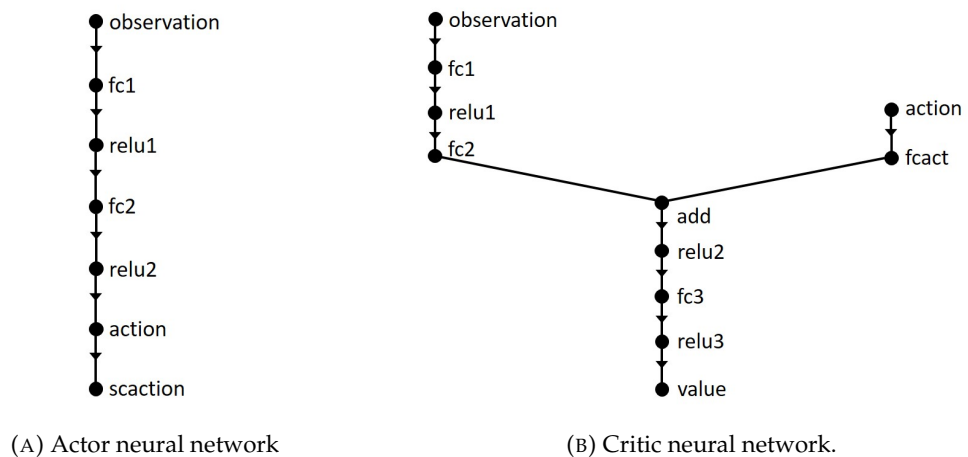 observation
fc1
relu1
fc2
relu2
action
scaction
(A) Actor neural network
observation
fc1
relu1
fc2
action
fcact
add
relu2
fc3
relu3
value
(B) Critic neural network.